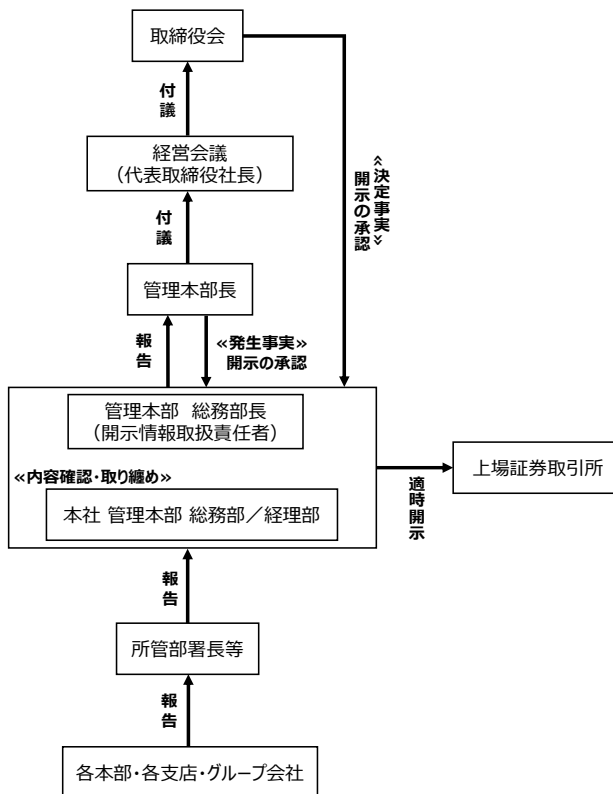 取締役会
付議
経営会議
（代表取締役社長）
≪決定事実≫
開示の承認
付議
管理本部長
報告
≪発生事実≫
開示の承認
管理本部 総務部長
（開示情報取扱責任者）
≪内容確認・取り纏め≫
本社 管理本部 総務部／経理部
適時開示
上場証券取引所
報告
所管部署長等
報告
各本部・各支店・グループ会社